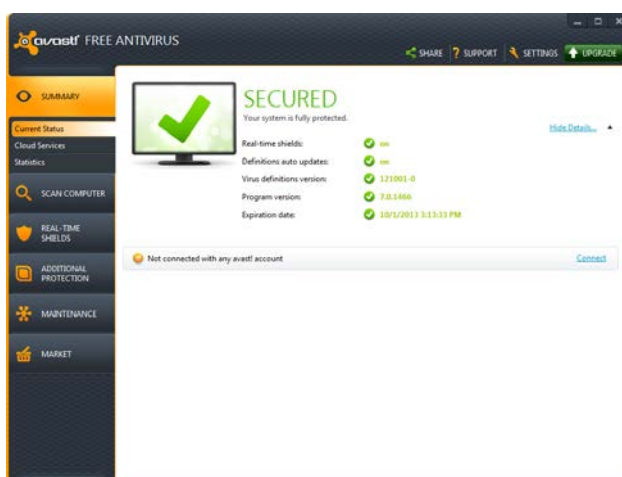 avast! FREE ANTIVIRUS
SHARE ? SUPPORT SETTINGS UPGRADE
SUMMARY
Current Status
Cloud Services
Statistics
SCAN COMPUTER
REAL-TIME
SHIELDS
ADDITIONAL
PROTECTION
MAINTENANCE
MARKET
SECURED
Your system is fully protected.
Hide Details...
Real-time shields: on
Definitions auto updates: on
Virus definitions version: 121001-0
Program version: 7.0.1466
Expiration date: 10/1/2013 3:13:33 PM
Not connected with any avast! account
Connect